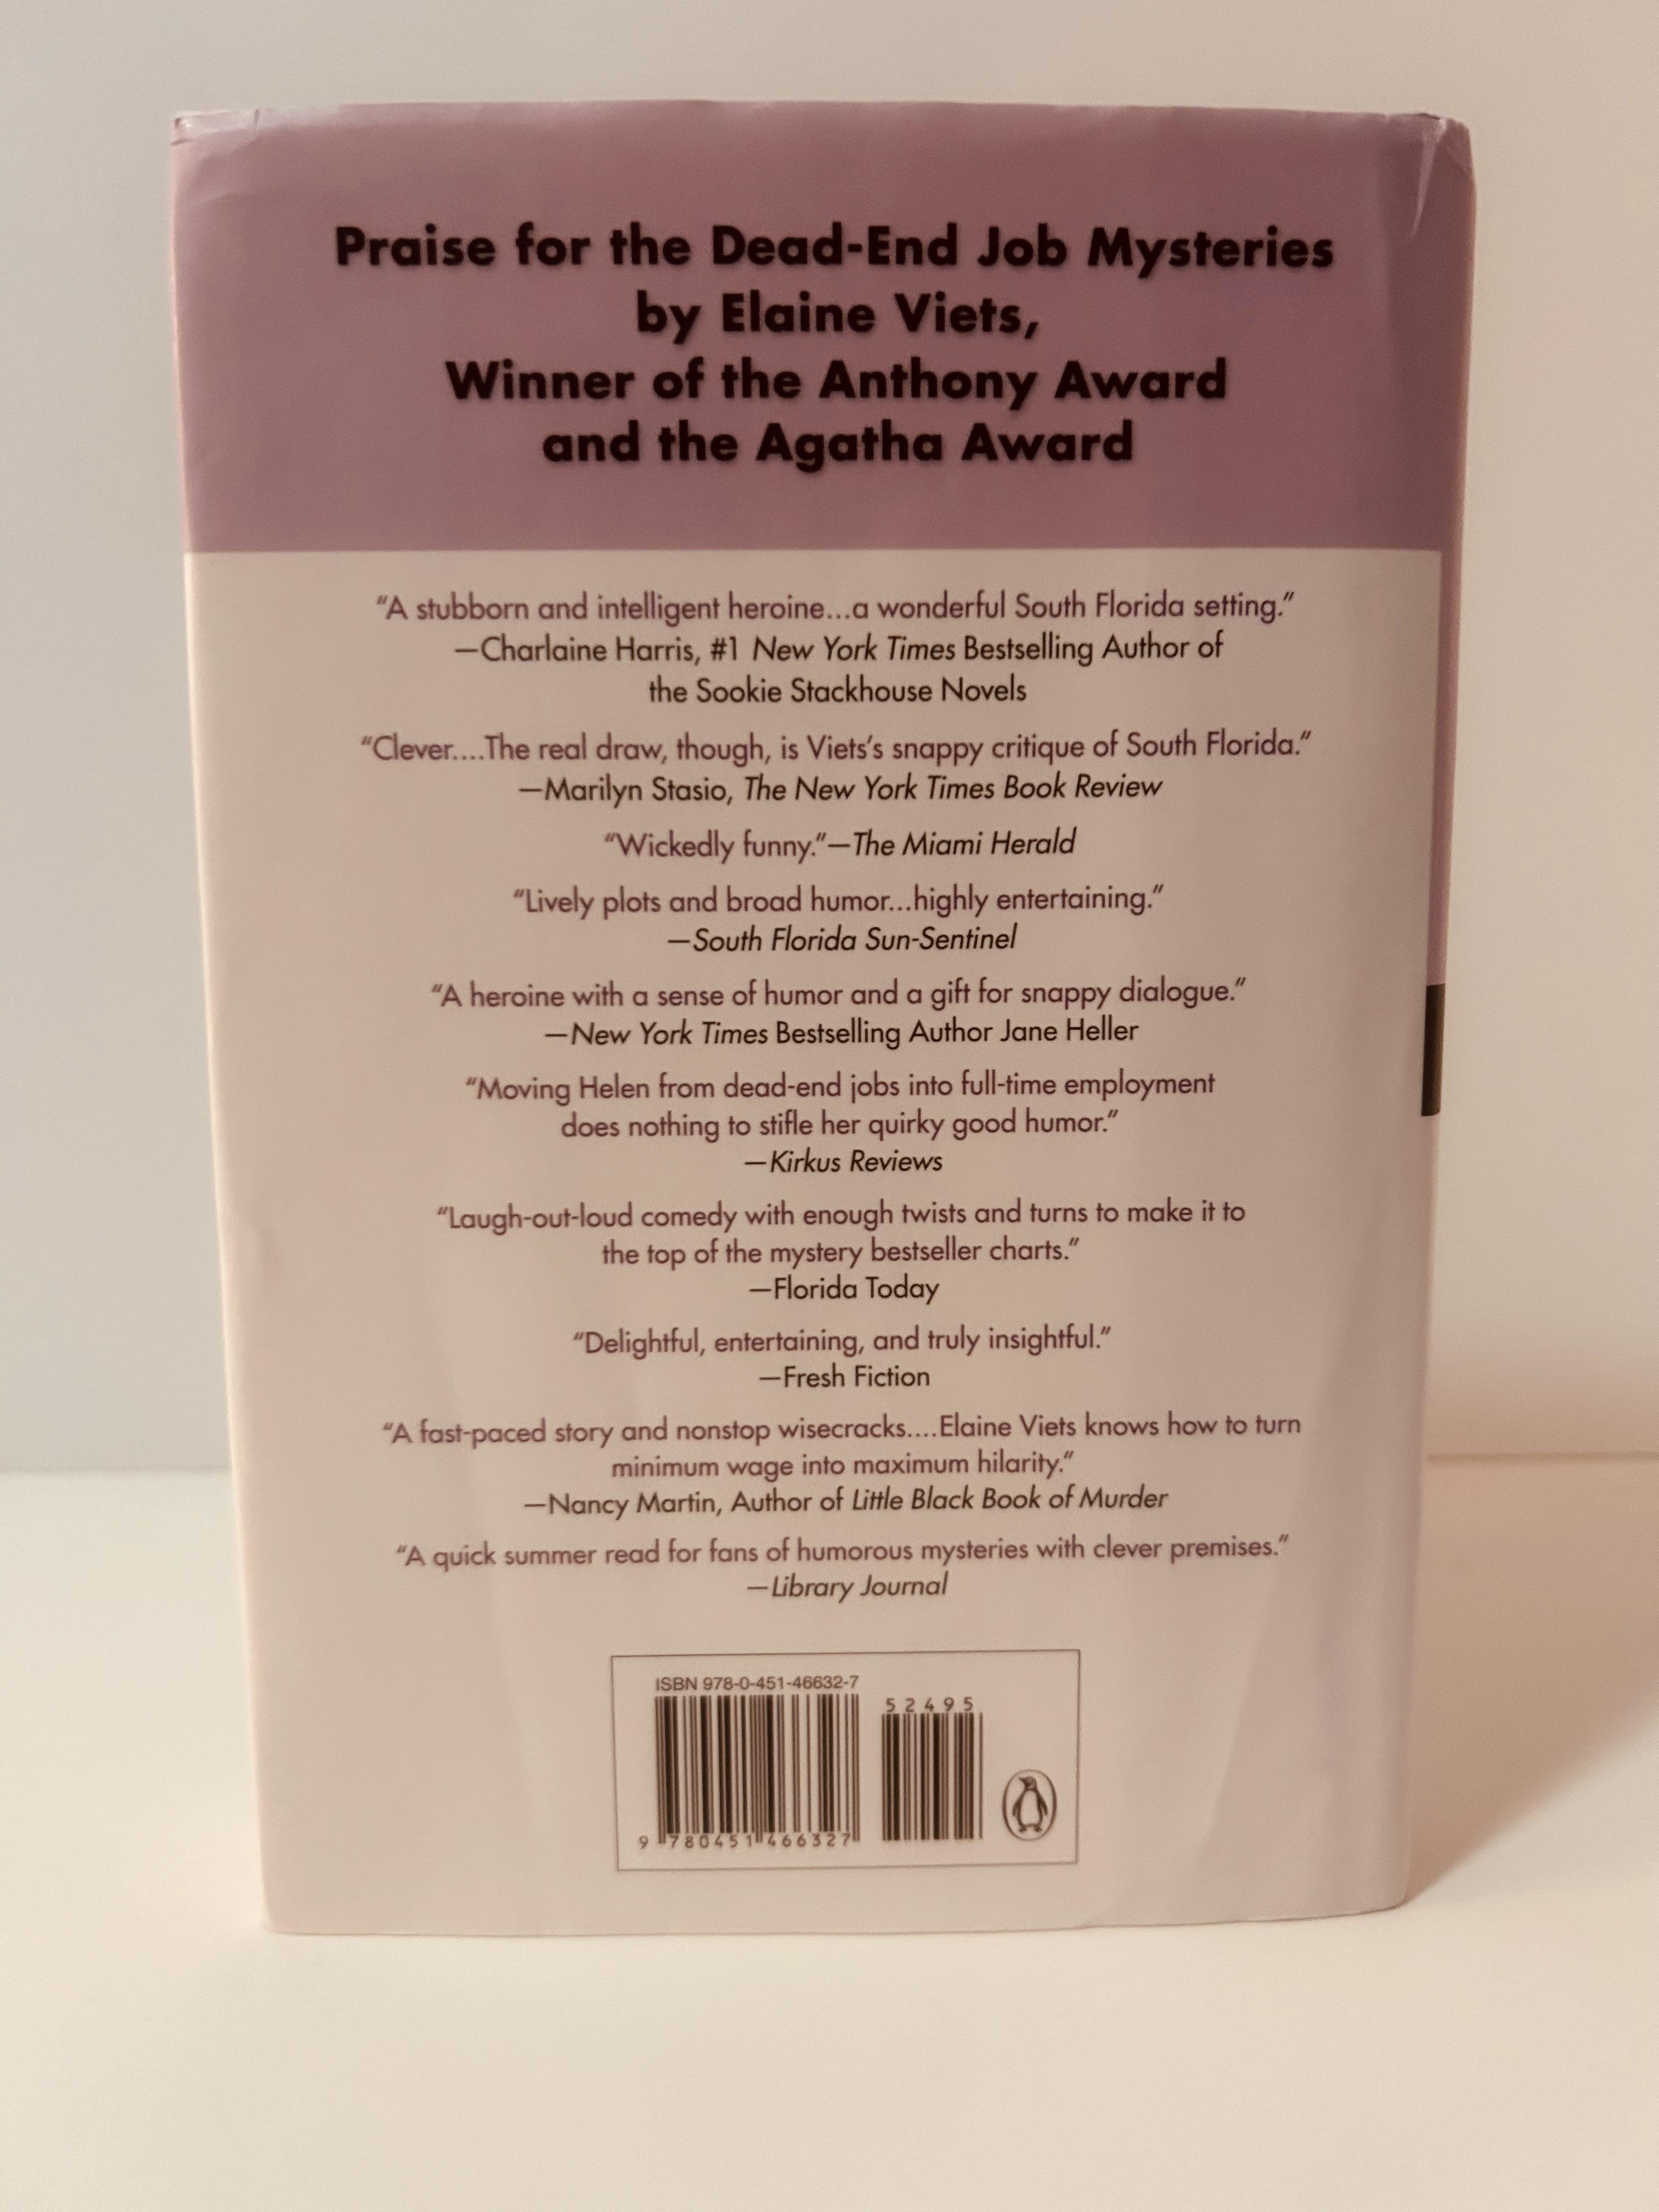 Praise for the Dead-End Job Mysteries
by Elaine Viets,
Winner of the Anthony Award
and the Agatha Award
“A stubborn and intelligent heroine...a wonderful South Florida setting.”
—Charlaine Harris, #1 New York Times Bestselling Author of
the Sookie Stackhouse Novels
“Clever....The real draw, though, is Viets’s snappy critique of South Florida.”
—Marilyn Stasio, The New York Times Book Review
“Wickedly funny.”—The Miami Herald
“Lively plots and broad humor...highly entertaining.”
—South Florida Sun-Sentinel
“A heroine with a sense of humor and a gift for snappy dialogue.”
—New York Times Bestselling Author Jane Heller
“Moving Helen from dead-end jobs into full-time employment
does nothing to stifle her quirky good humor.”
—Kirkus Reviews
“Laugh-out-loud comedy with enough twists and turns to make it to
the top of the mystery bestseller charts.”
—Florida Today
“Delightful, entertaining, and truly insightful.”
—Fresh Fiction
“A fast-paced story and nonstop wisecracks....Elaine Viets knows how to turn
minimum wage into maximum hilarity.”
—Nancy Martin, Author of Little Black Book of Murder
“A quick summer read for fans of humorous mysteries with clever premises.”
—Library Journal
ISBN 978-0-451-46632-7
52495
9 780451 466327